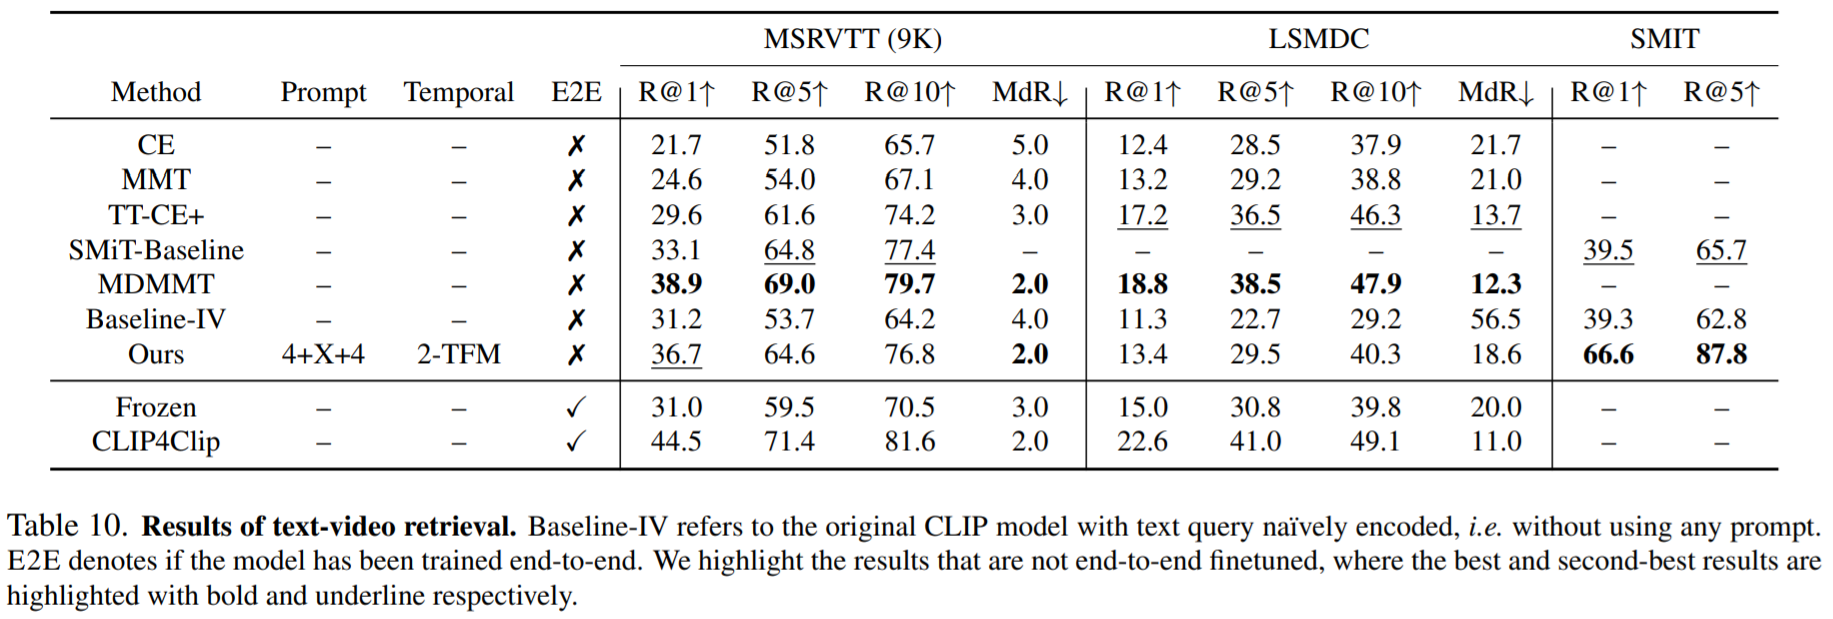 MSRVTT (9K) LSMDC SMIT
Method Prompt Temporal E2E R@1↑ R@5↑ R@10↑ MdR↓ R@1↑ R@5↑ R@10↑ MdR↓ R@1↑ R@5↑
CE – – ✗ 21.7 51.8 65.7 5.0 12.4 28.5 37.9 21.7 – –
MMT – – ✗ 24.6 54.0 67.1 4.0 13.2 29.2 38.8 21.0 – –
TT-CE+ – – ✗ 29.6 61.6 74.2 3.0 17.2 36.5 46.3 13.7 – –
SMiT-Baseline – – ✗ 33.1 64.8 77.4 – – – – – 39.5 65.7
MDMMT – – ✗ 38.9 69.0 79.7 2.0 18.8 38.5 47.9 12.3 – –
Baseline-IV – – ✗ 31.2 53.7 64.2 4.0 11.3 22.7 29.2 56.5 39.3 62.8
Ours 4+X+4 2-TFM ✗ 36.7 64.6 76.8 2.0 13.4 29.5 40.3 18.6 66.6 87.8
Frozen – – ✓ 31.0 59.5 70.5 3.0 15.0 30.8 39.8 20.0 – –
CLIP4Clip – – ✓ 44.5 71.4 81.6 2.0 22.6 41.0 49.1 11.0 – –
Table 10. Results of text-video retrieval. Baseline-IV refers to the original CLIP model with text query naïvely encoded, i.e. without using any prompt.
E2E denotes if the model has been trained end-to-end. We highlight the results that are not end-to-end finetuned, where the best and second-best results are
highlighted with bold and underline respectively.